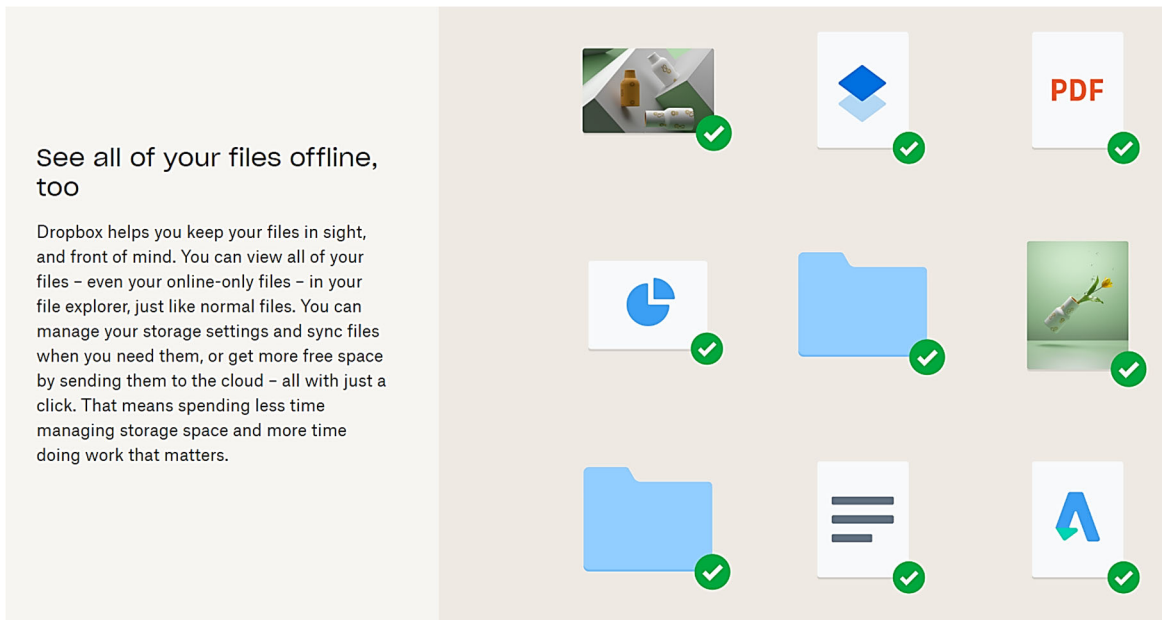 See all of your files offline,
too
Dropbox helps you keep your files in sight,
and front of mind. You can view all of your
files – even your online-only files – in your
file explorer, just like normal files. You can
manage your storage settings and sync files
when you need them, or get more free space
by sending them to the cloud – all with just a
click. That means spending less time
managing storage space and more time
doing work that matters.
PDF